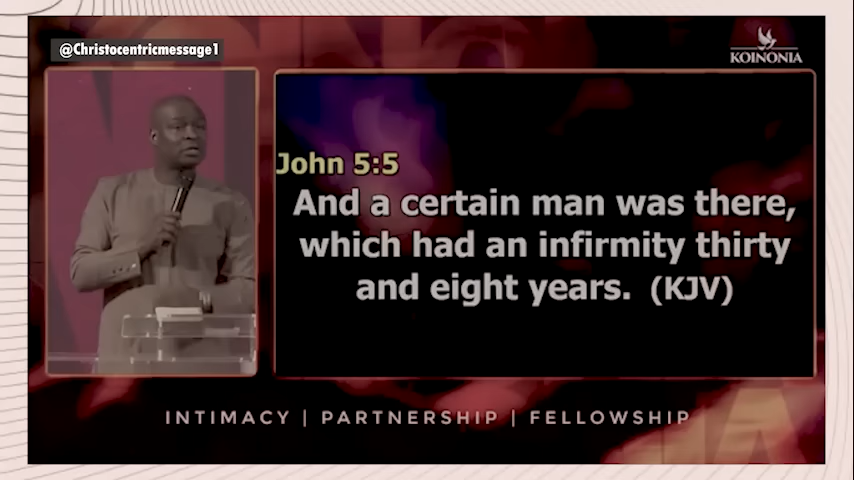 @Christocentricmessage1
KOINONIA
John 5:5
And a certain man was there,
which had an infirmity thirty
and eight years. (KJV)
INTIMACY | PARTNERSHIP | FELLOWSHIP